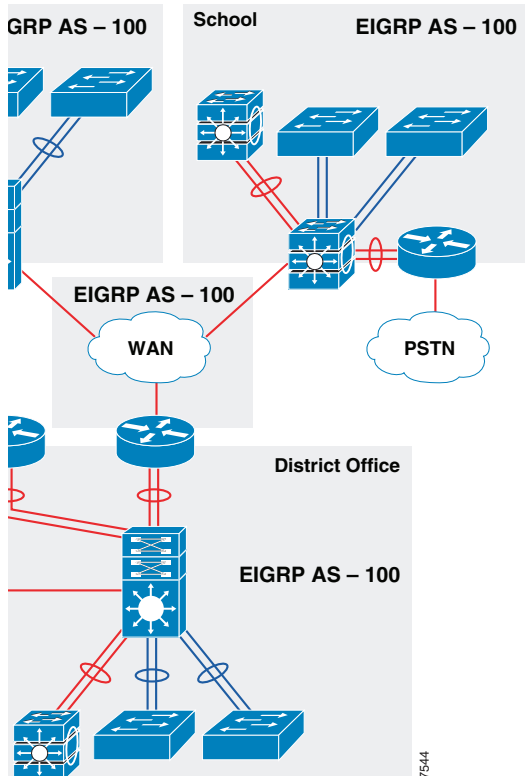 GRP AS – 100
School
EIGRP AS – 100
EIGRP AS – 100
WAN
PSTN
District Office
EIGRP AS – 100
7544